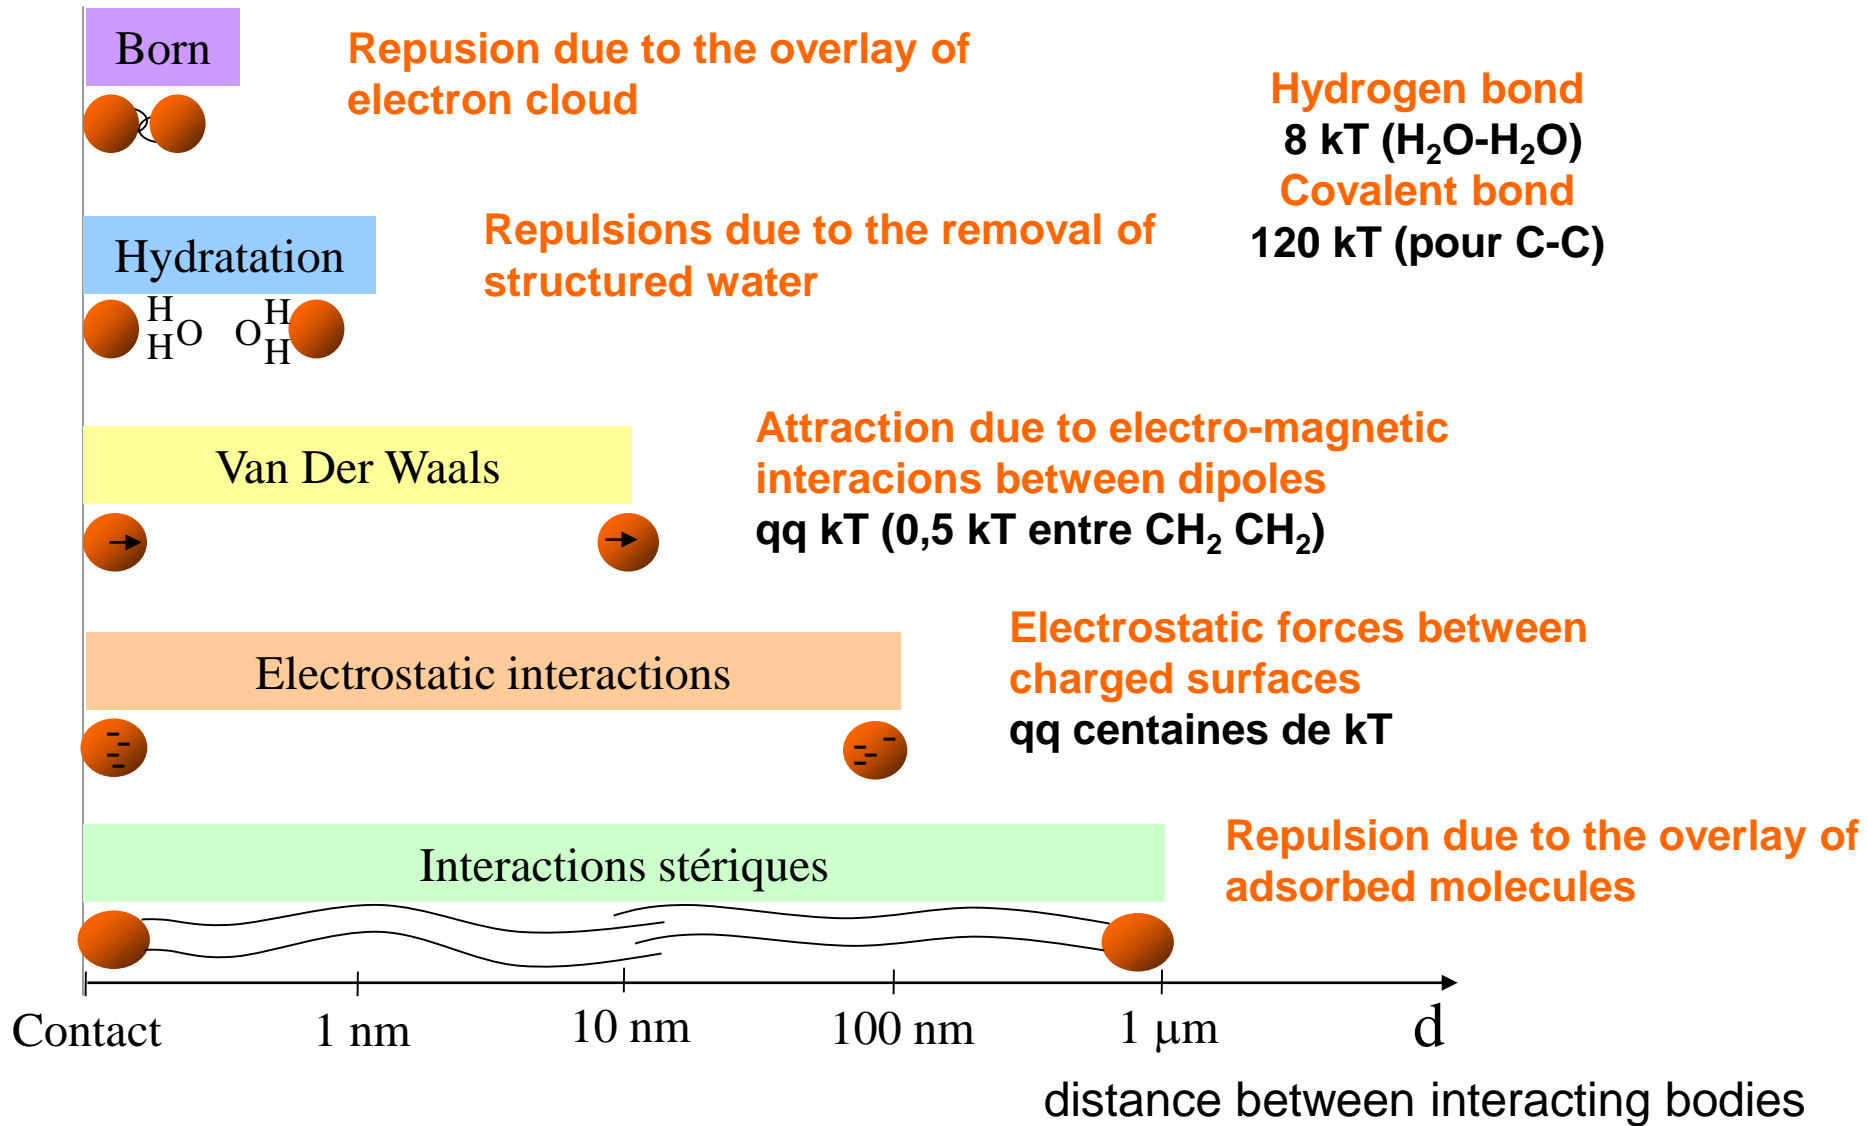 Born
Repusion due to the overlay of
electron cloud
Hydrogen bond
8 kT (H₂O-H₂O)
Covalent bond
120 kT (pour C-C)
Hydratation
Repulsions due to the removal of
structured water
H
H O
O H
H
Van Der Waals
Attraction due to electro-magnetic
interacions between dipoles
qq kT (0,5 kT entre CH₂ CH₂)
Electrostatic interactions
Electrostatic forces between
charged surfaces
qq centaines de kT
Interactions stériques
Repulsion due to the overlay of
adsorbed molecules
Contact 1 nm 10 nm 100 nm 1 µm d
distance between interacting bodies